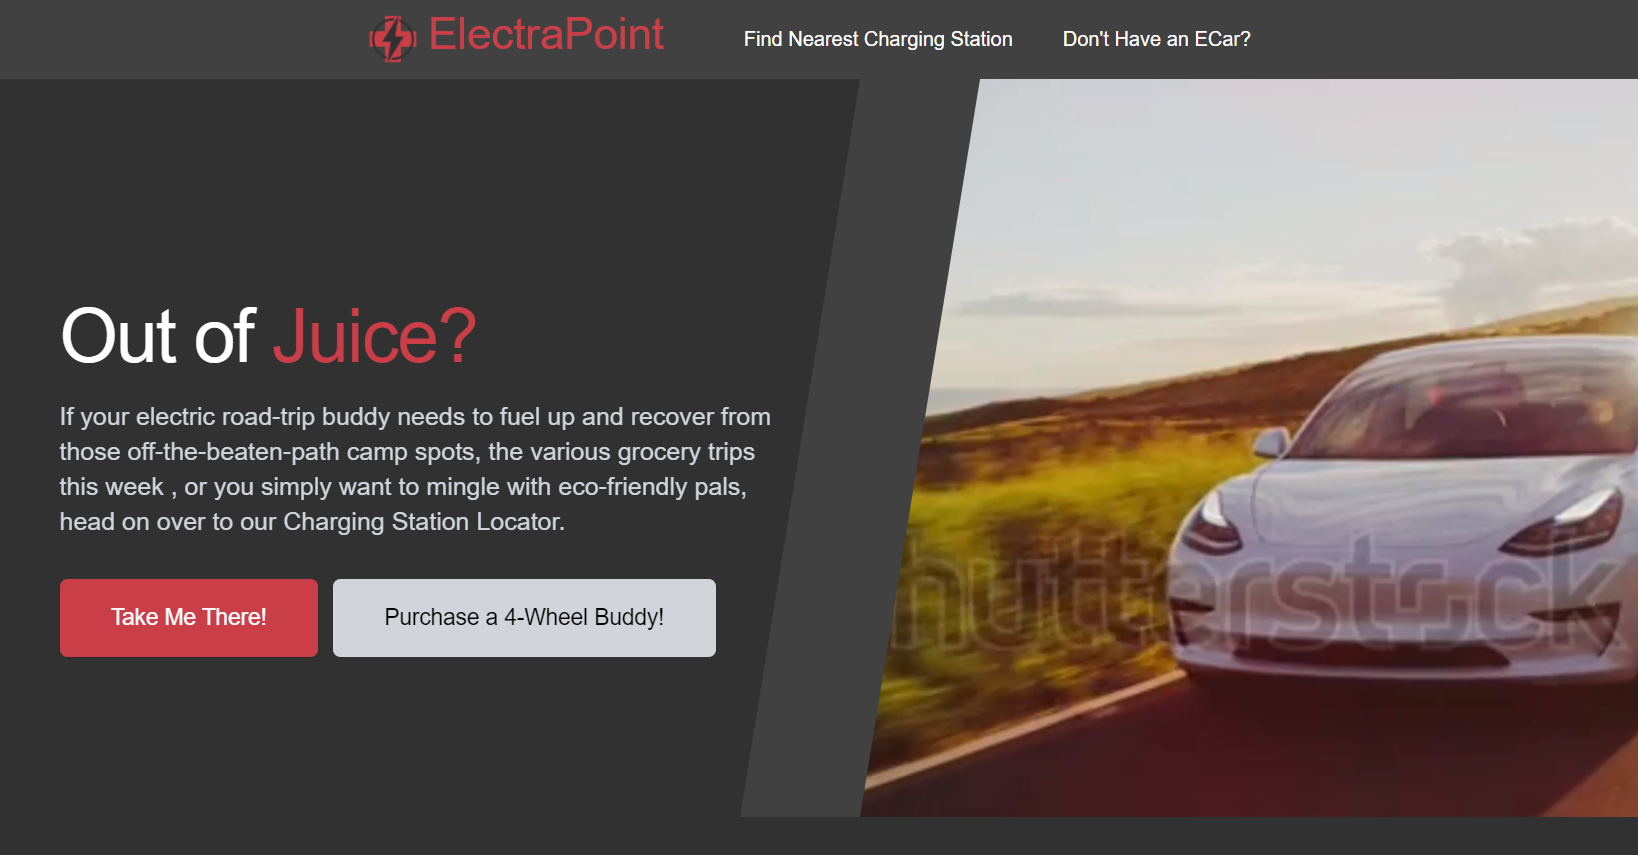 ElectraPoint
Find Nearest Charging Station
Don't Have an ECar?
Out of Juice?
If your electric road-trip buddy needs to fuel up and recover from
those off-the-beaten-path camp spots, the various grocery trips
this week , or you simply want to mingle with eco-friendly pals,
head on over to our Charging Station Locator.
Take Me There!
Purchase a 4-Wheel Buddy!
hutterstock